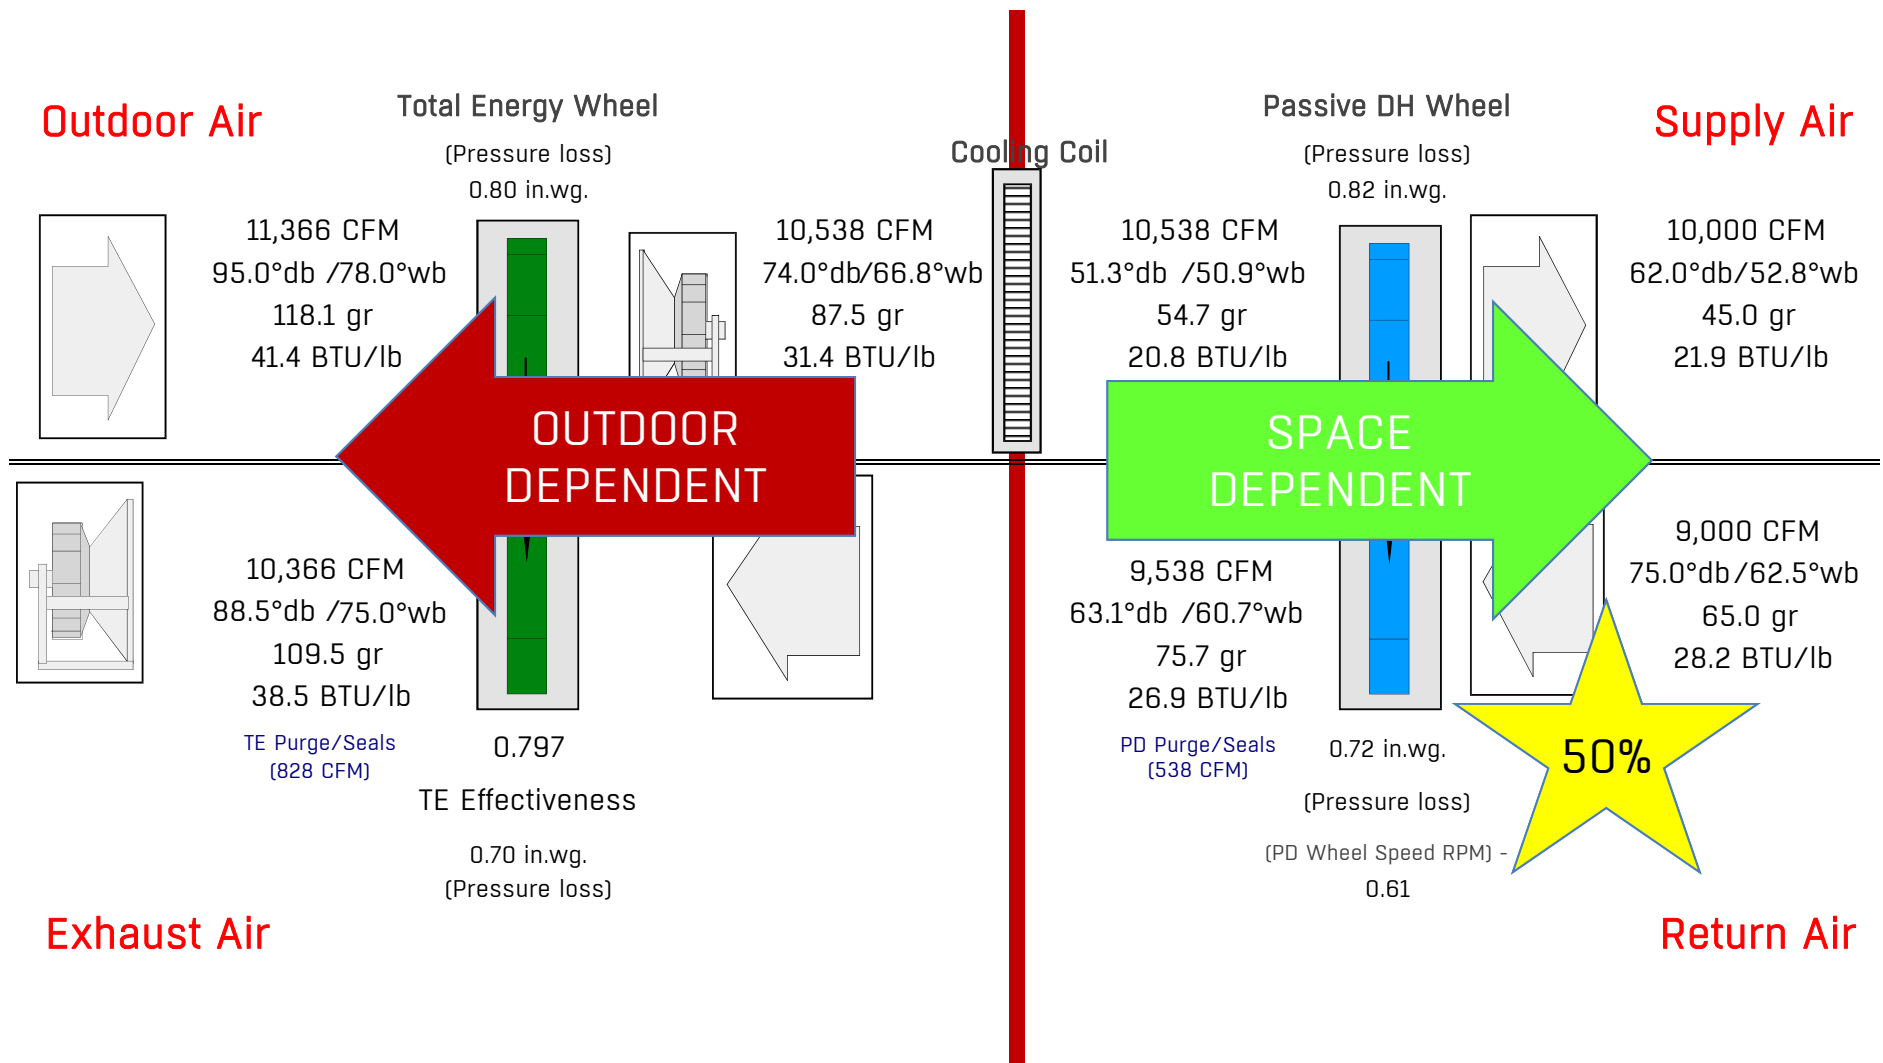 Outdoor Air
Total Energy Wheel
(Pressure loss)
0.80 in.wg.
Cooling Coil
Passive DH Wheel
(Pressure loss)
0.82 in.wg.
Supply Air
11,366 CFM
95.0°db /78.0°wb
118.1 gr
41.4 BTU/lb
10,538 CFM
74.0°db/66.8°wb
87.5 gr
31.4 BTU/lb
10,538 CFM
51.3°db /50.9°wb
54.7 gr
20.8 BTU/lb
10,000 CFM
62.0°db/52.8°wb
45.0 gr
21.9 BTU/lb
OUTDOOR
DEPENDENT
SPACE
DEPENDENT
10,366 CFM
88.5°db /75.0°wb
109.5 gr
38.5 BTU/lb
TE Purge/Seals
(828 CFM)
0.797
TE Effectiveness
0.70 in.wg.
(Pressure loss)
9,538 CFM
63.1°db /60.7°wb
75.7 gr
26.9 BTU/lb
PD Purge/Seals
(538 CFM)
0.72 in.wg.
(Pressure loss)
(PD Wheel Speed RPM) -
0.61
9,000 CFM
75.0°db/62.5°wb
65.0 gr
28.2 BTU/lb
50%
Exhaust Air
Return Air